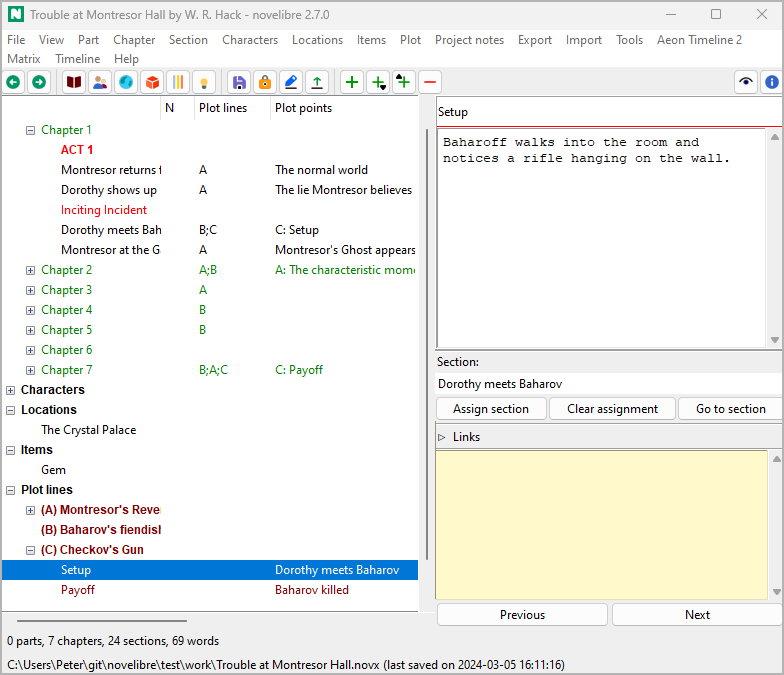 Trouble at Montresor Hall by W. R. Hack - novelibre 2.7.0
File View Part Chapter Section Characters Locations Items Plot Project notes Export Import Tools Aeon Timeline 2
Matrix Timeline Help
N Plot lines Plot points
Chapter 1
ACT 1
Montresor returns f A The normal world
Dorothy shows up A The lie Montresor believes
Inciting Incident
Dorothy meets Bah B;C C: Setup
Montresor at the G A Montresor's Ghost appears
Chapter 2 A;B A: The characteristic mome
Chapter 3 A
Chapter 4 B
Chapter 5 B
Chapter 6
Chapter 7 B;A;C C: Payoff
Characters
Locations
The Crystal Palace
Items
Gem
Plot lines
(A) Montresor's Reve
(B) Baharov's fiendish
(C) Checkov's Gun
Setup Dorothy meets Baharov
Payoff Baharov killed
Setup
Baharoff walks into the room and
notices a rifle hanging on the wall.
Section:
Dorothy meets Baharov
Assign section Clear assignment Go to section
Links
Previous Next
0 parts, 7 chapters, 24 sections, 69 words
C:\Users\Peter\git\novelibre\test\work\Trouble at Montresor Hall.novx (last saved on 2024-03-05 16:11:16)